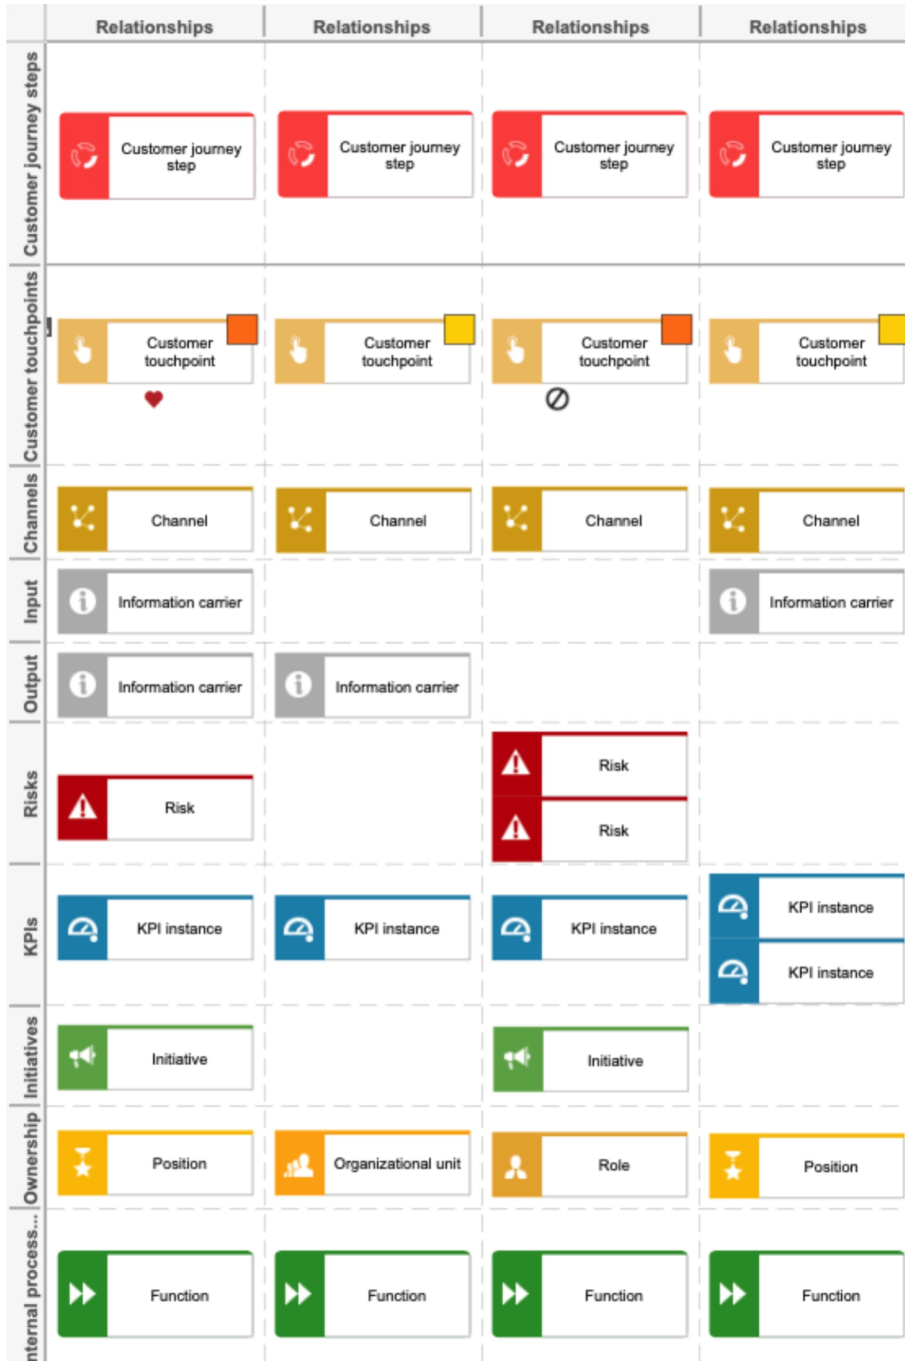 Relationships Relationships Relationships Relationships
Customer journey steps
Customer journey
step
Customer journey
step
Customer journey
step
Customer journey
step
Customer touchpoints
Customer
touchpoint
Customer
touchpoint
Customer
touchpoint
Customer
touchpoint
Channels
Channel
Channel
Channel
Channel
Input
Information carrier
Information carrier
Output
Information carrier
Information carrier
Risks
Risk
Risk
Risk
KPIs
KPI instance
KPI instance
KPI instance
KPI instance
KPI instance
Initiatives
Initiative
Initiative
Ownership
Position
Organizational unit
Role
Position
nternal process...
Function
Function
Function
Function